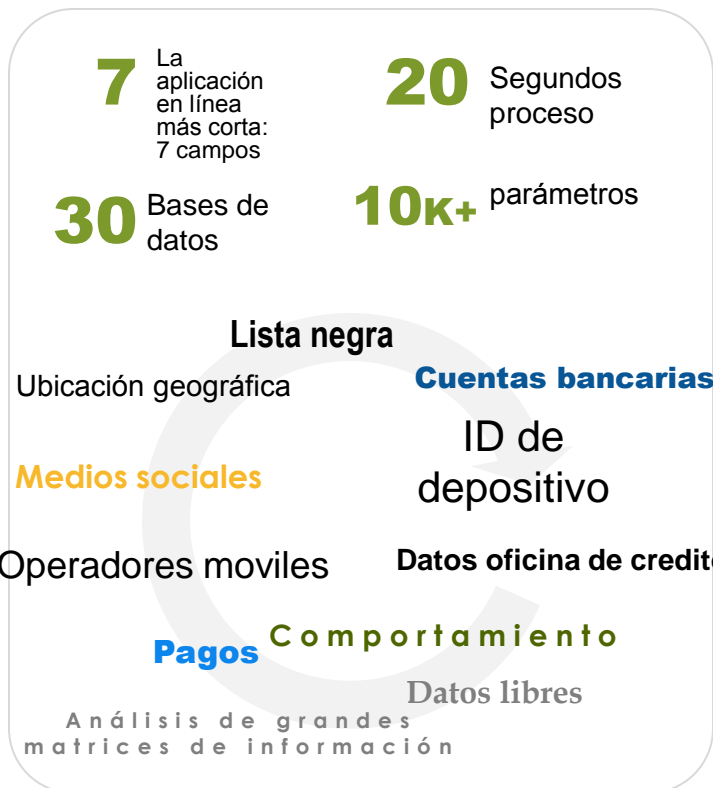 7
La
aplicación
en línea
más corta:
7 campos
20
Segundos
proceso
30
Bases de
datos
10K+
parámetros
Lista negra
Ubicación geográfica
Cuentas bancarias
ID de
depositivo
Medios sociales
Operadores moviles
Datos oficina de credito
Comportamiento
Pagos
Datos libres
Análisis de grandes
matrices de información